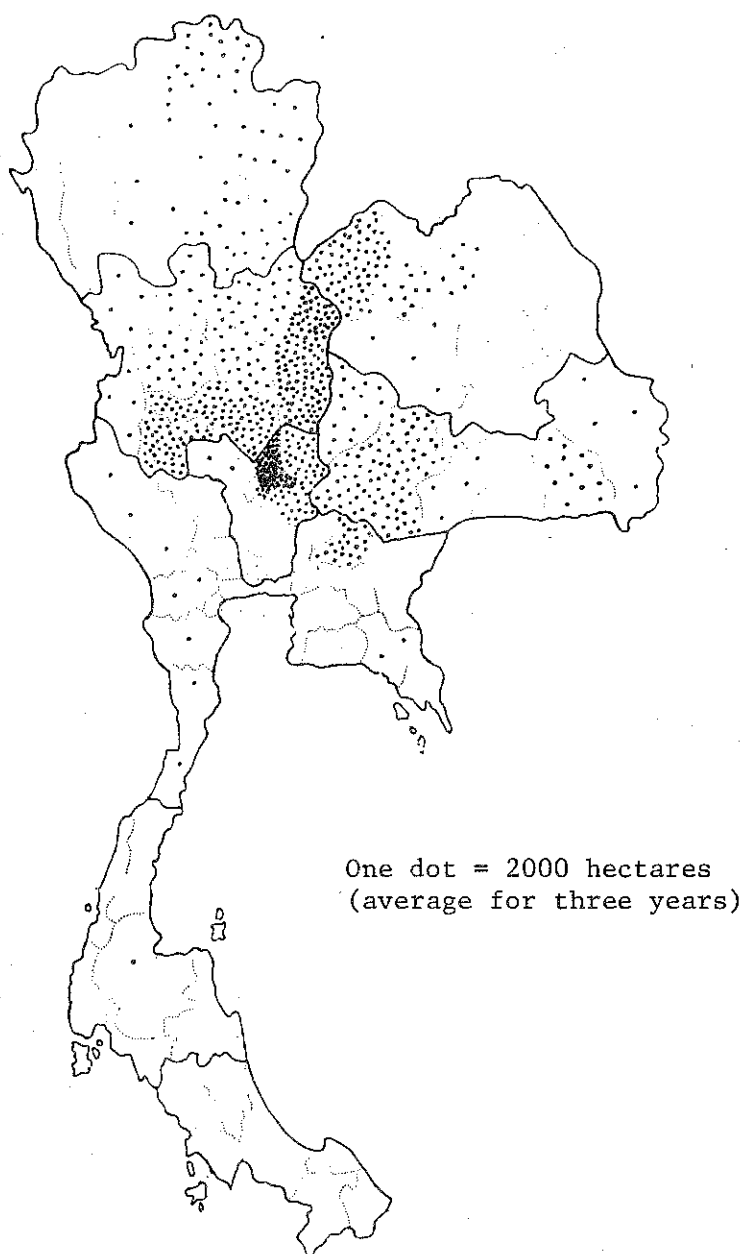 One dot = 2000 hectares
(average for three years)